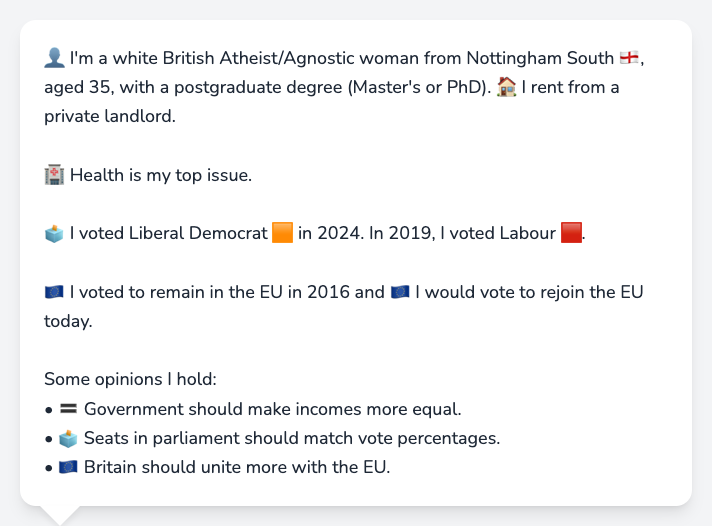 👤 I'm a white British Atheist/Agnostic woman from Nottingham South 🏴󠁧󠁢󠁥󠁮󠁧󠁿,
aged 35, with a postgraduate degree (Master's or PhD). 🏠 I rent from a
private landlord.
🏥 Health is my top issue.
🗳️ I voted Liberal Democrat 🟧 in 2024. In 2019, I voted Labour 🟥.
🇪🇺 I voted to remain in the EU in 2016 and 🇪🇺 I would vote to rejoin the EU
today.
Some opinions I hold:
• 🟰 Government should make incomes more equal.
• 🗳️ Seats in parliament should match vote percentages.
• 🇪🇺 Britain should unite more with the EU.